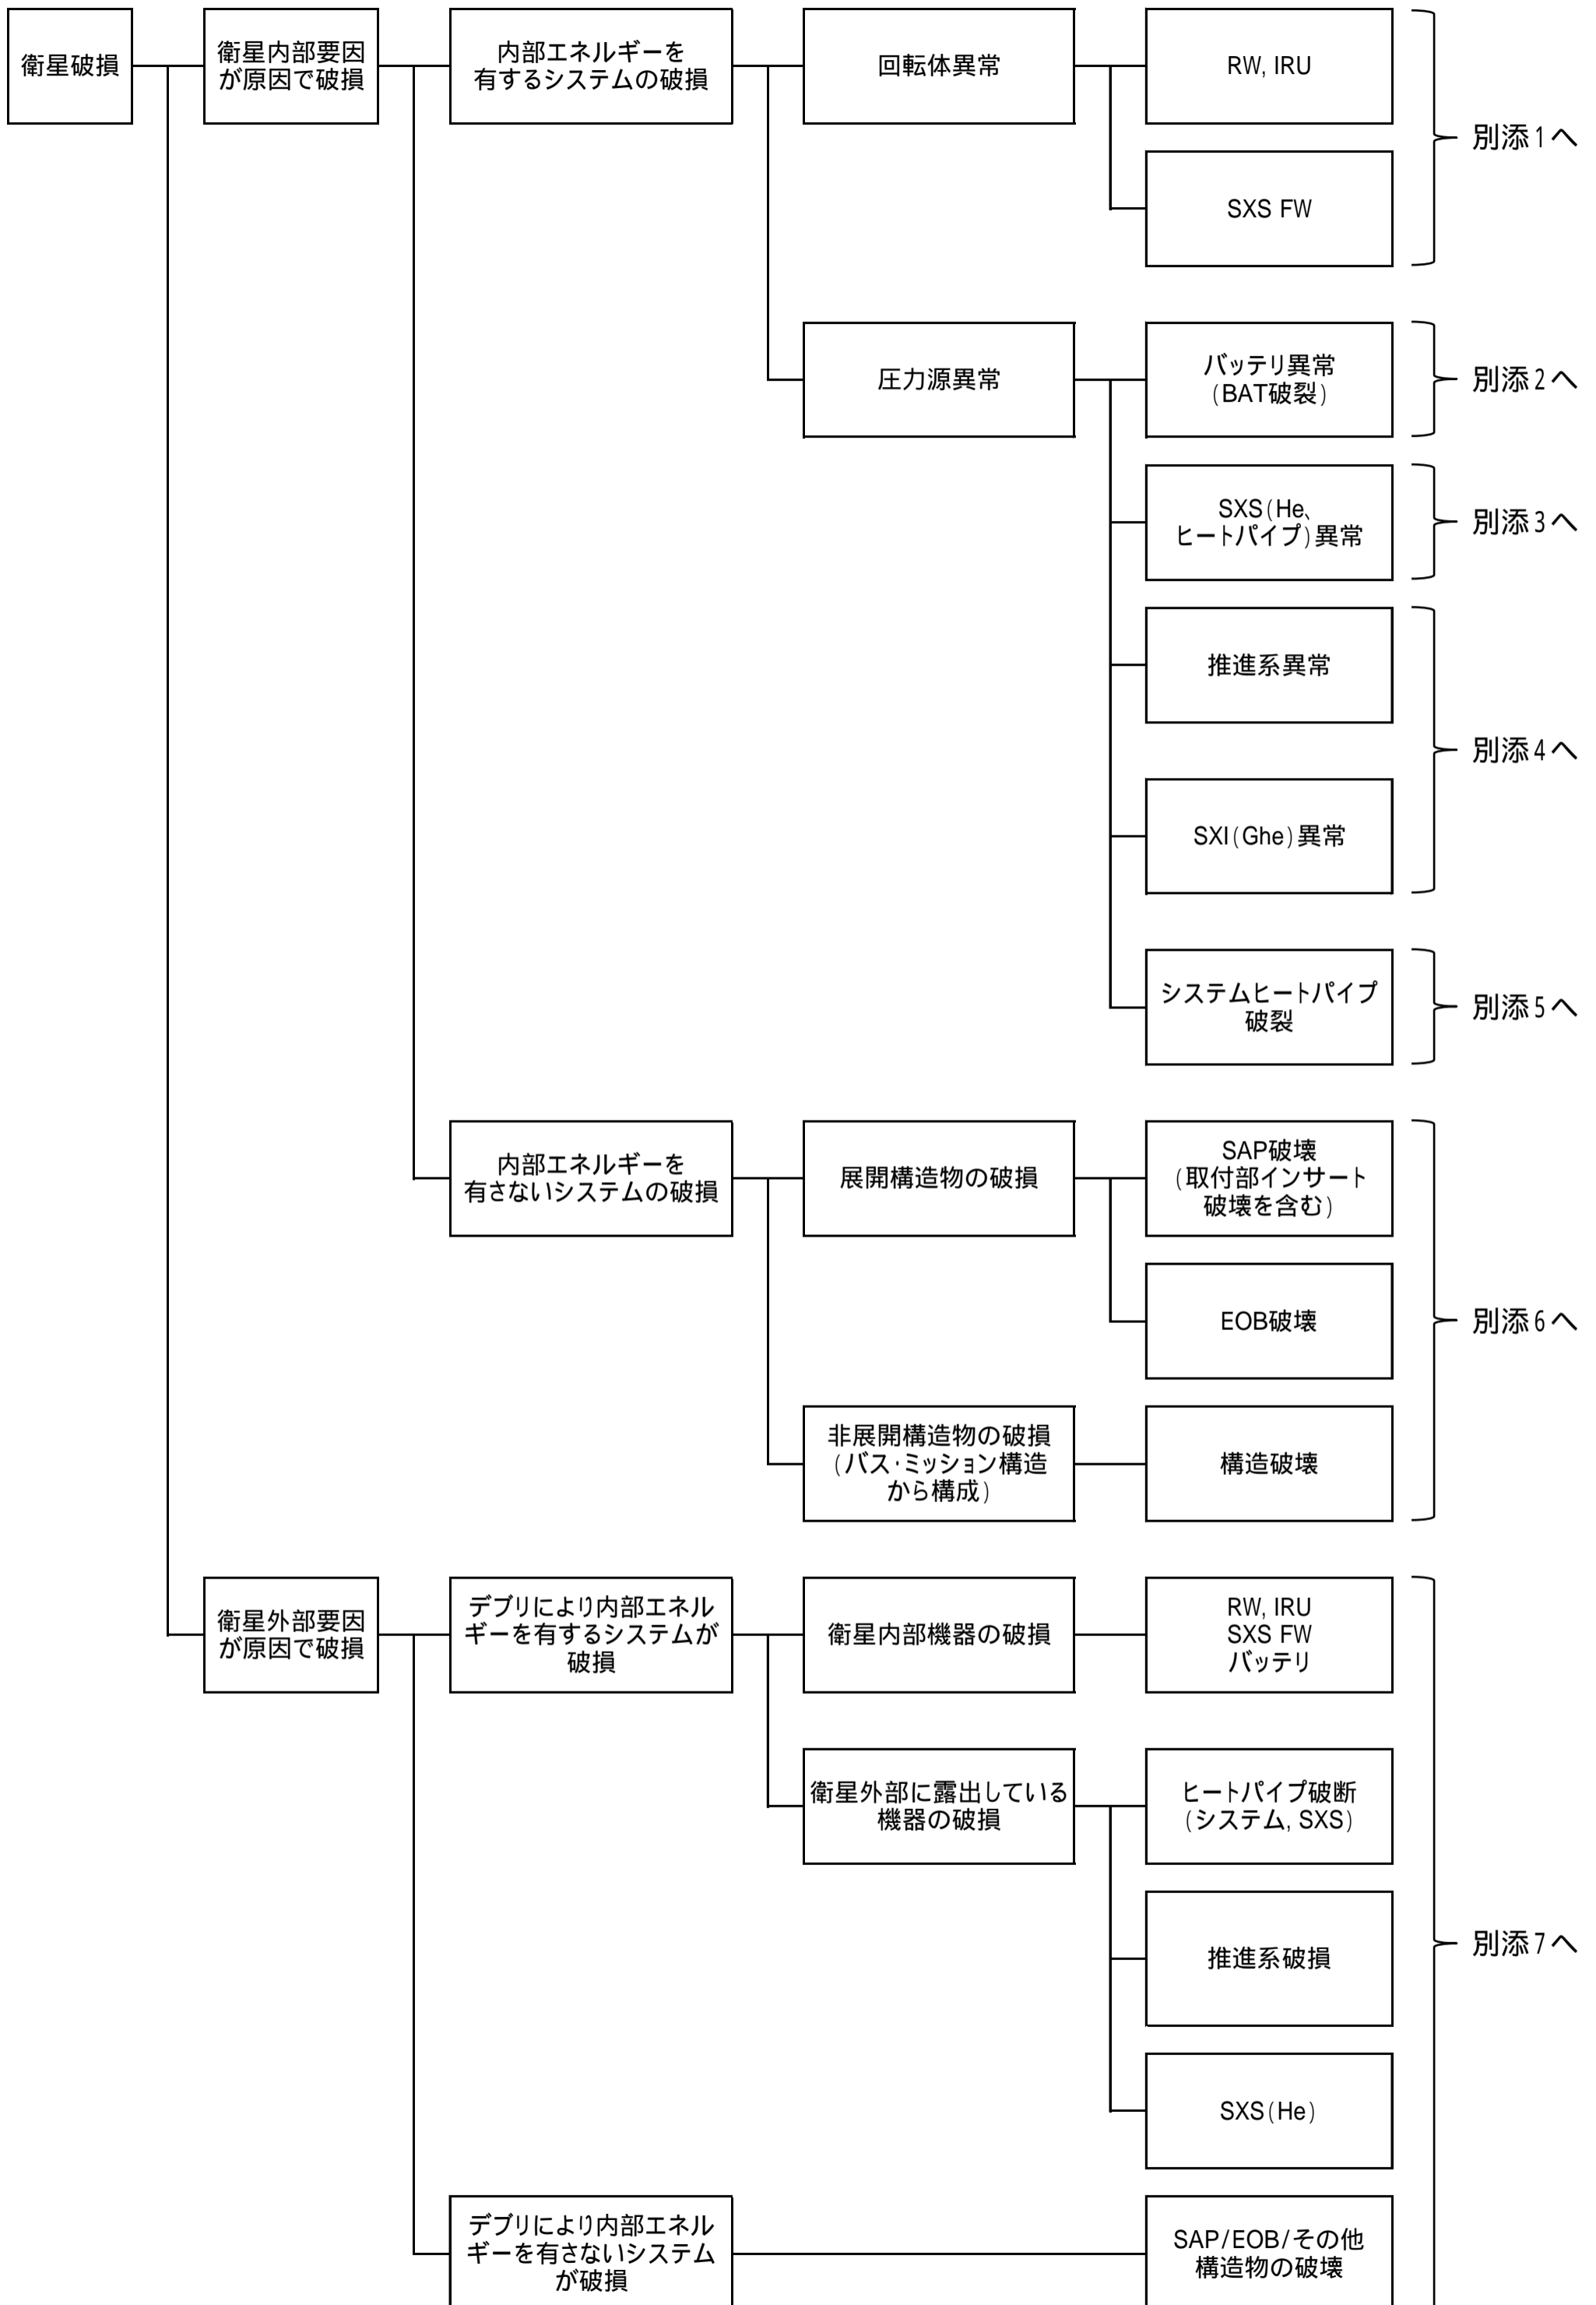 衛星破損
衛星内部要因
が原因で破損
内部エネルギーを
有するシステムの破損
回転体異常
RW, IRU
別添1へ
SXS FW
圧力源異常
バッテリ異常
(BAT破裂)
別添2へ
SXS(He、
ヒートパイプ)異常
別添3へ
推進系異常
別添4へ
SXI(Ghe)異常
システムヒートパイプ
破裂
別添5へ
内部エネルギーを
有さないシステムの破損
展開構造物の破損
SAP破壊
(取付部インサート
破壊を含む)
EOB破壊
別添6へ
非展開構造物の破損
(バス・ミッション構造
から構成)
構造破壊
衛星外部要因
が原因で破損
デブリにより内部エネル
ギーを有するシステムが
破損
衛星内部機器の破損
RW, IRU
SXS FW
バッテリ
衛星外部に露出している
機器の破損
ヒートパイプ破断
(システム, SXS)
推進系破損
別添7へ
SXS(He)
デブリにより内部エネル
ギーを有さないシステム
が破損
SAP/EOB/その他
構造物の破壊